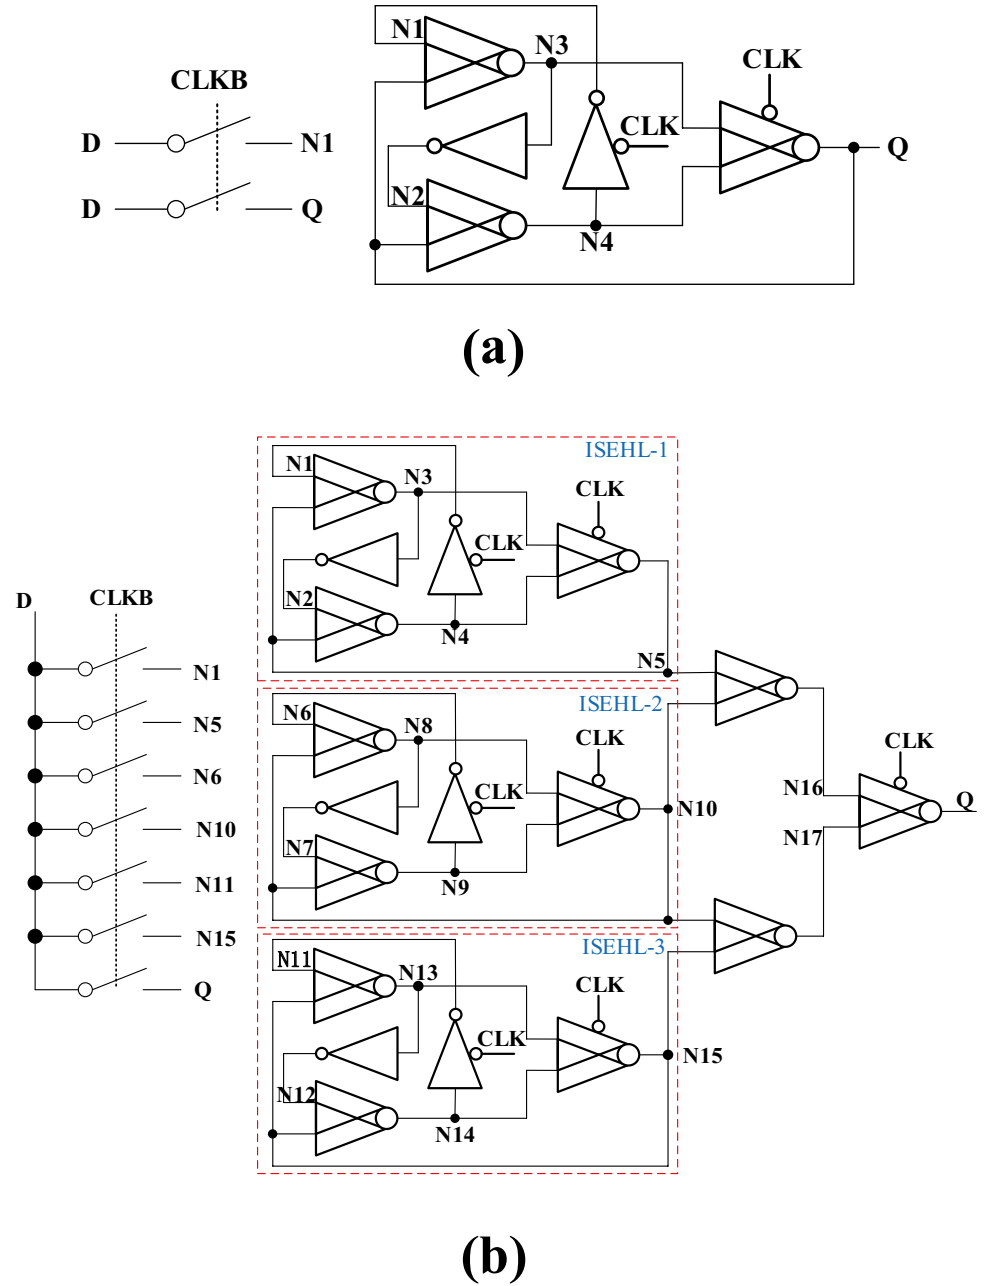 N1 N3 CLK
CLKB
D N1 CLK Q
D Q N2 N4
(a)
ISEHL-1
N1 N3 CLK
CLK
D CLKB N2 N4
N5
N1
ISEHL-2
N6 N8 CLK
N5
CLK
CLK
N6 N10 N16 Q
N10 N7 N9 N17
N11
ISEHL-3
N15 N11 N13 CLK
Q CLK N15
N12 N14
(b)